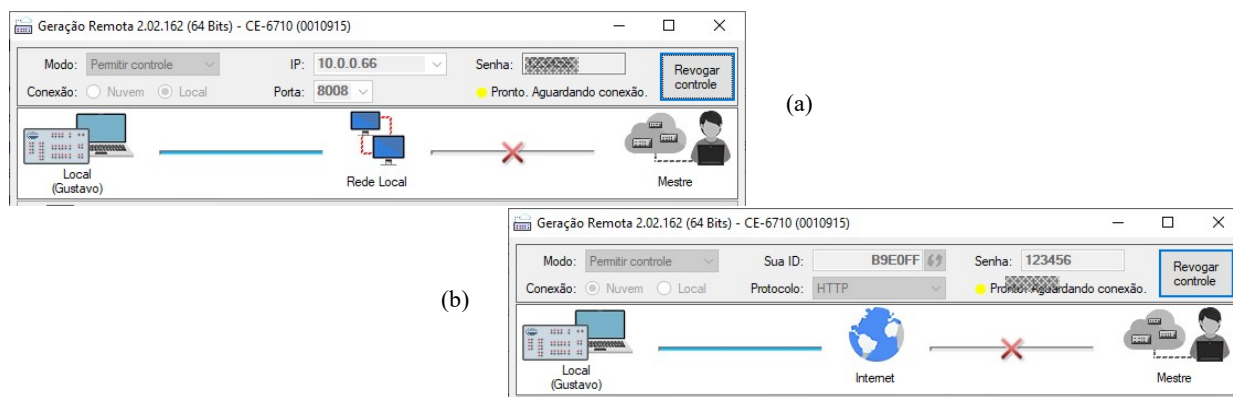 Geração Remota 2.02.162 (64 Bits) - CE-6710 (0010915)
Modo: Permitir controle IP: 10.0.0.66 Senha: Revogar controle
Conexão: Nuvem Local Porta: 8008 Pronto. Aguardando conexão.
(a)
Local
(Gustavo)
Rede Local
Mestre
Geração Remota 2.02.162 (64 Bits) - CE-6710 (0010915)
Modo: Permitir controle Sua ID: B9E0FF Senha: 123456 Revogar controle
Conexão: Nuvem Local Protocolo: HTTP Pronto. Aguardando conexão.
(b)
Local
(Gustavo)
Internet
Mestre